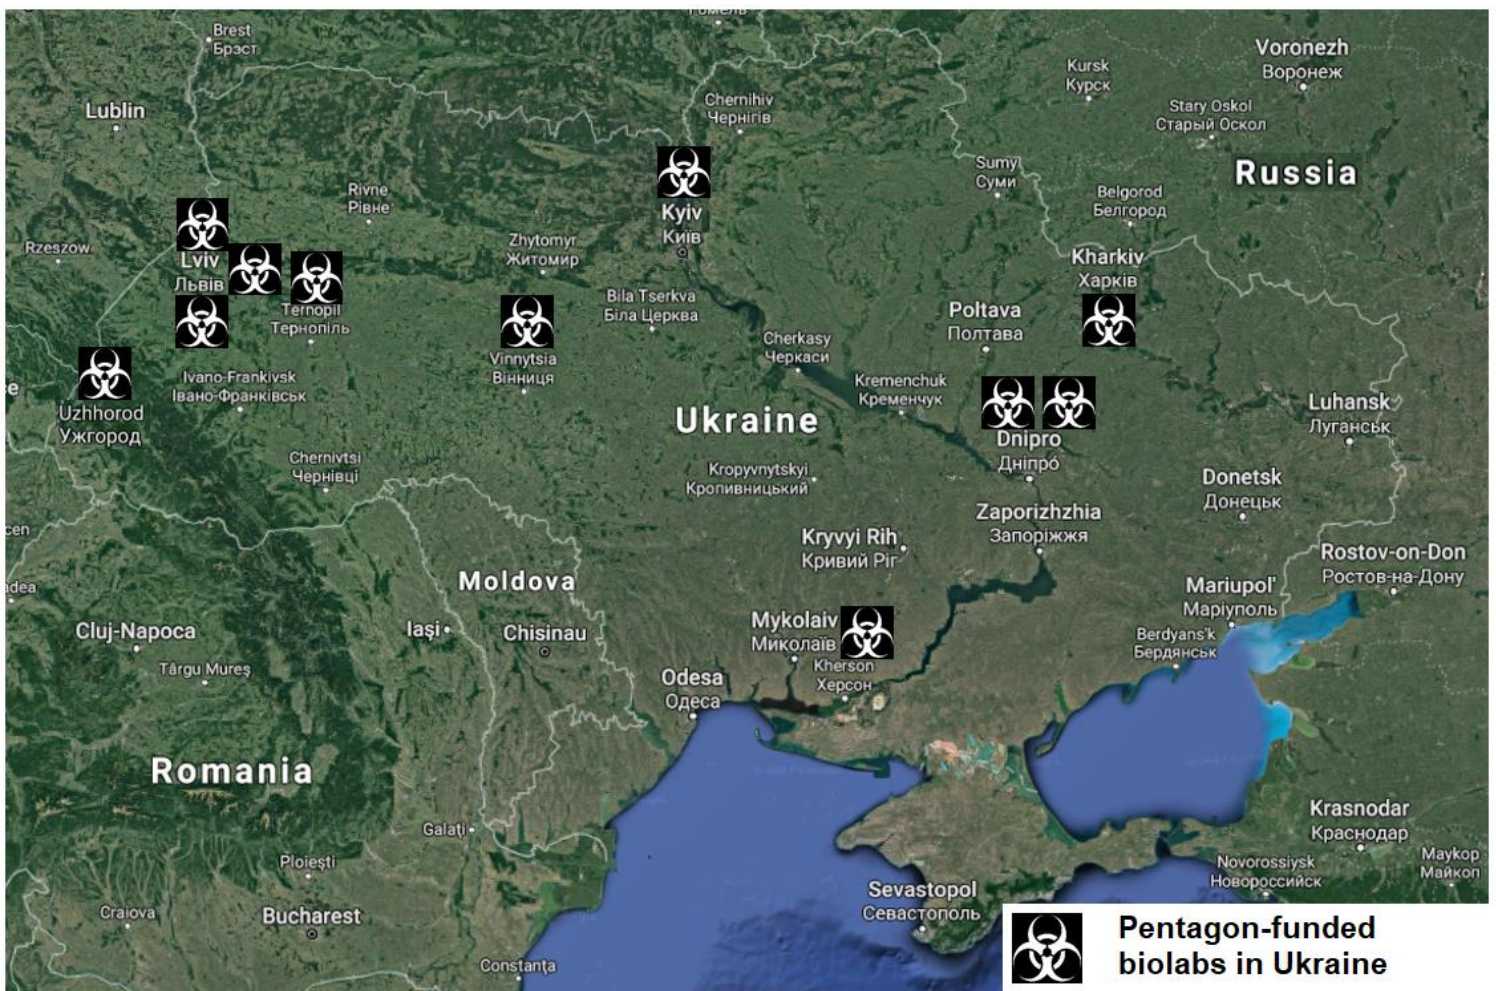 Гомель
Brest
Брэст
Voronezh
Воронеж
Kursk
Курск
Lublin
Chernihiv
Чернігів
Stary Oskol
Старый Оскол
Sumy
Суми
Russia
Rivne
Рівне
Belgorod
Белгород
Kyiv
Київ
Rzeszow
Zhytomyr
Житомир
Lviv
Львів
Kharkiv
Харків
Ternopil
Тернопіль
Bila Tserkva
Біла Церква
Poltava
Полтава
Cherkasy
Черкаси
Vinnytsia
Вінниця
Ivano-Frankivsk
Івано-Франківськ
Kremenchuk
Кременчук
Uzhhorod
Ужгород
Ukraine
Luhansk
Луганськ
Dnipro
Дніпро́
Chernivtsi
Чернівці
Kropyvnytskyi
Кропивницький
Donetsk
Донецьк
Zaporizhzhia
Запоріжжя
Kryvyi Rih
Кривий Ріг
Rostov-on-Don
Ростов-на-Дону
Moldova
Mariupol'
Маріуполь
Cluj-Napoca
Iași
Chisinau
Mykolaiv
Миколаїв
Berdyans'k
Бердянськ
Târgu Mureș
Kherson
Херсон
Odesa
Одеса
Romania
Krasnodar
Краснодар
Galați
Ploiești
Novorossiysk
Новороссийск
Maykop
Майкоп
Sevastopol
Севастополь
Craiova
Bucharest
Constanța
Pentagon-funded
biolabs in Ukraine